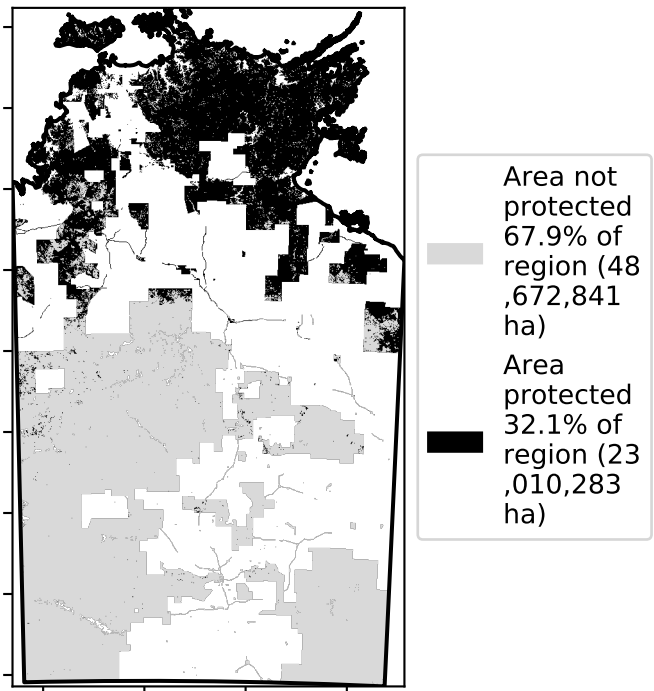 Area not
protected
67.9% of
region (48
,672,841
ha)
Area
protected
32.1% of
region (23
,010,283
ha)